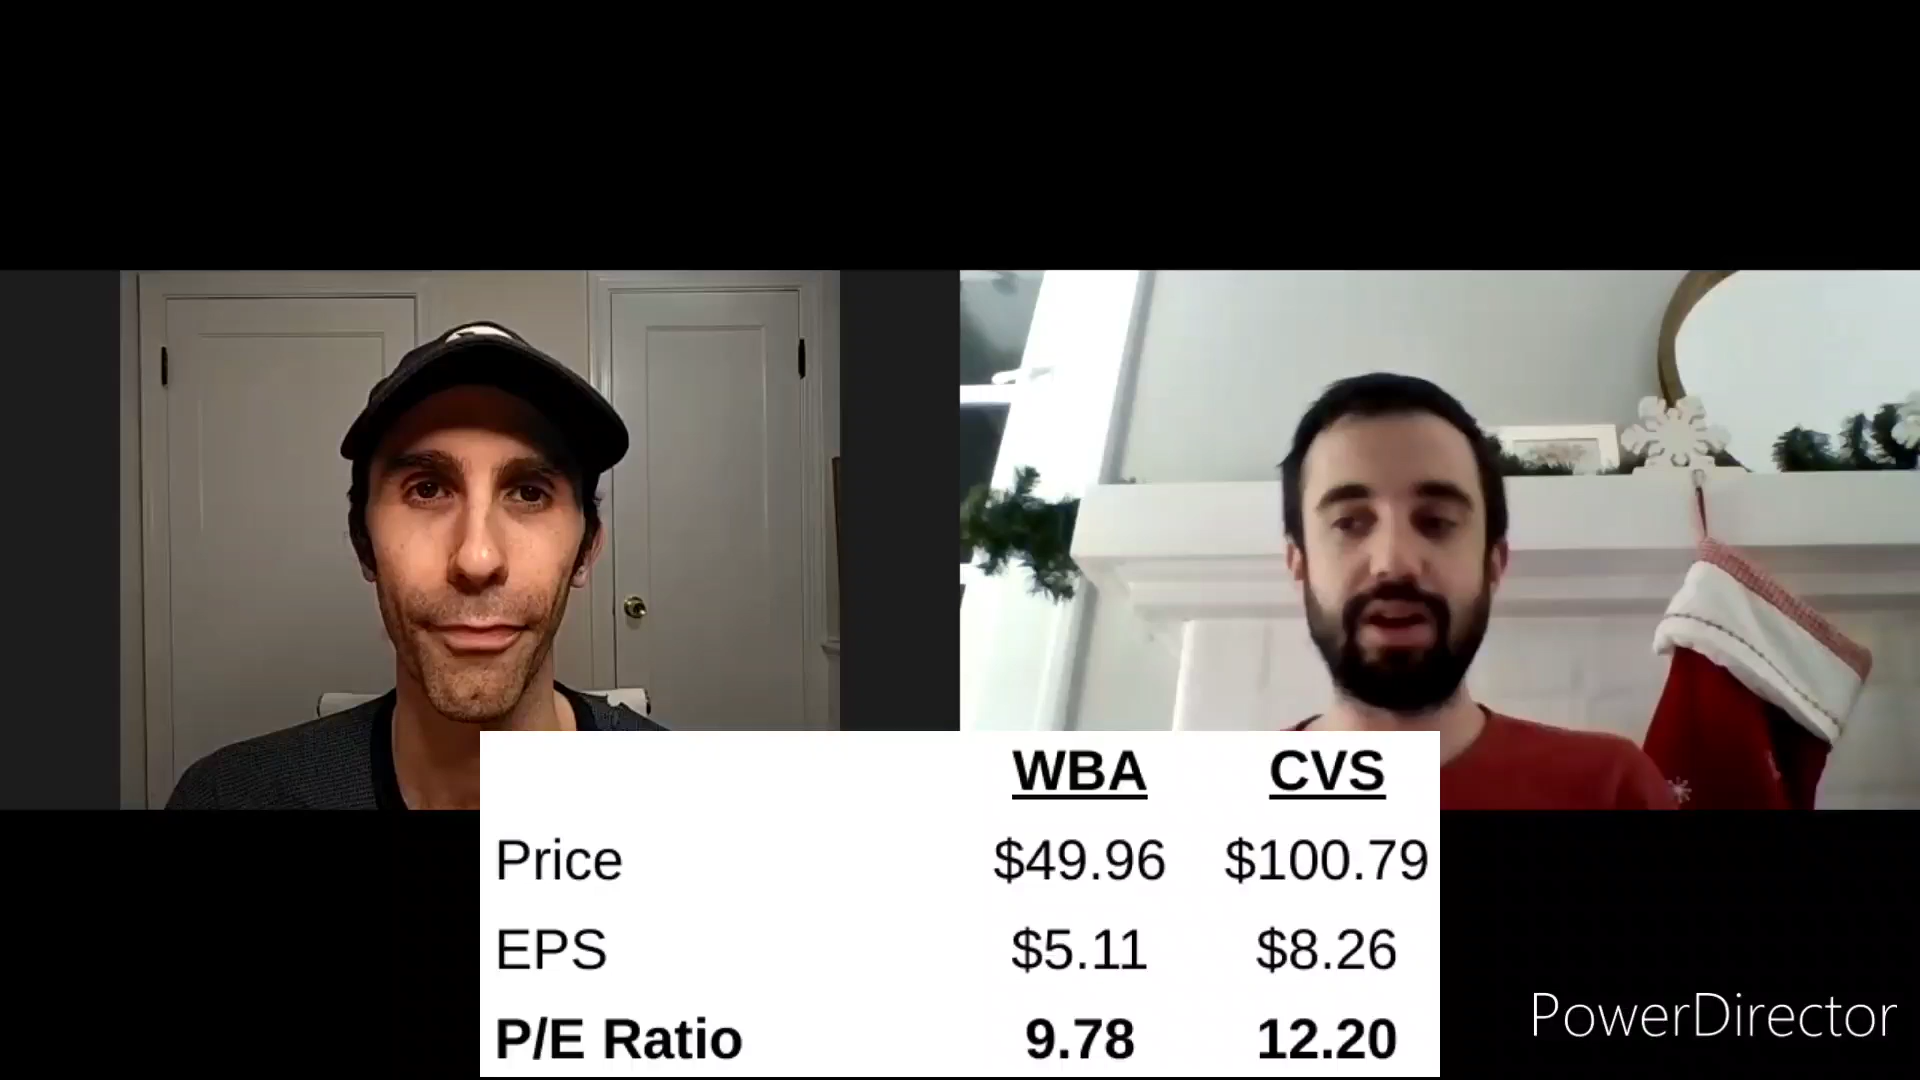 WBA CVS
Price $49.96 $100.79
EPS $5.11 $8.26
P/E Ratio 9.78 12.20
PowerDirector